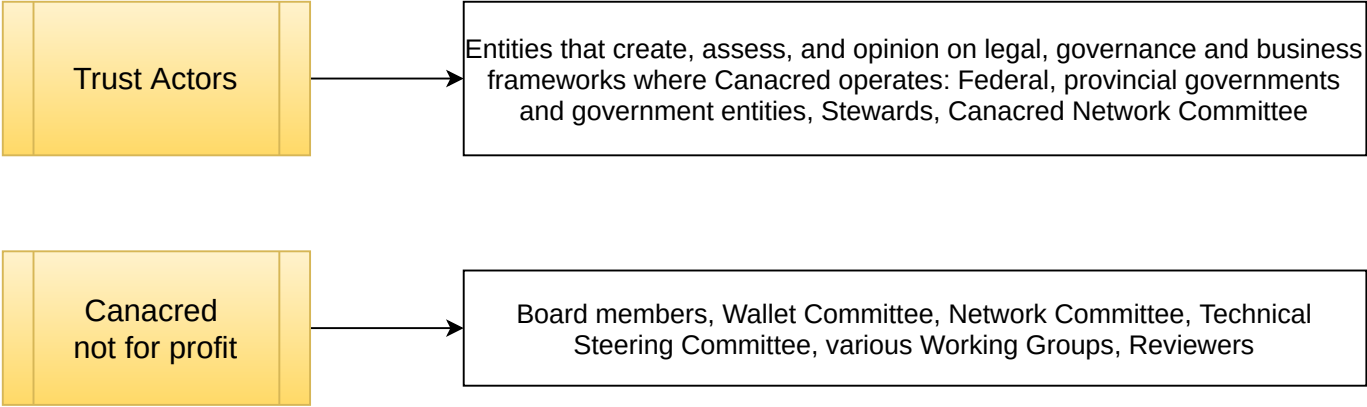 Trust Actors
Entities that create, assess, and opinion on legal, governance and business
frameworks where Canacred operates: Federal, provincial governments
and government entities, Stewards, Canacred Network Committee
Canacred
not for profit
Board members, Wallet Committee, Network Committee, Technical
Steering Committee, various Working Groups, Reviewers